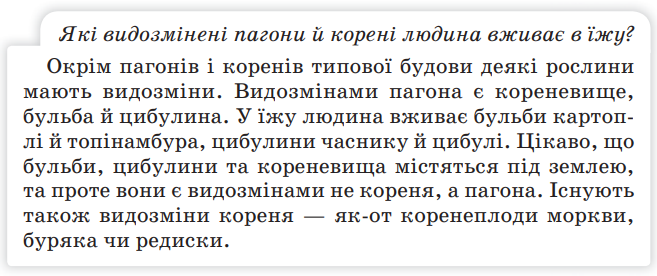 Які видозмінені пагони й корені людина вживає в їжу?
Окрім пагонів і коренів типової будови деякі рослини
мають видозміни. Видозмінами пагона є кореневище,
бульба й цибулина. У їжу людина вживає бульби картоп-
лі й топінамбура, цибулини часнику й цибулі. Цікаво, що
бульби, цибулини та кореневища містяться під землею,
та проте вони є видозмінами не кореня, а пагона. Існують
також видозміни кореня — як-от коренеплоди моркви,
буряка чи редиски.